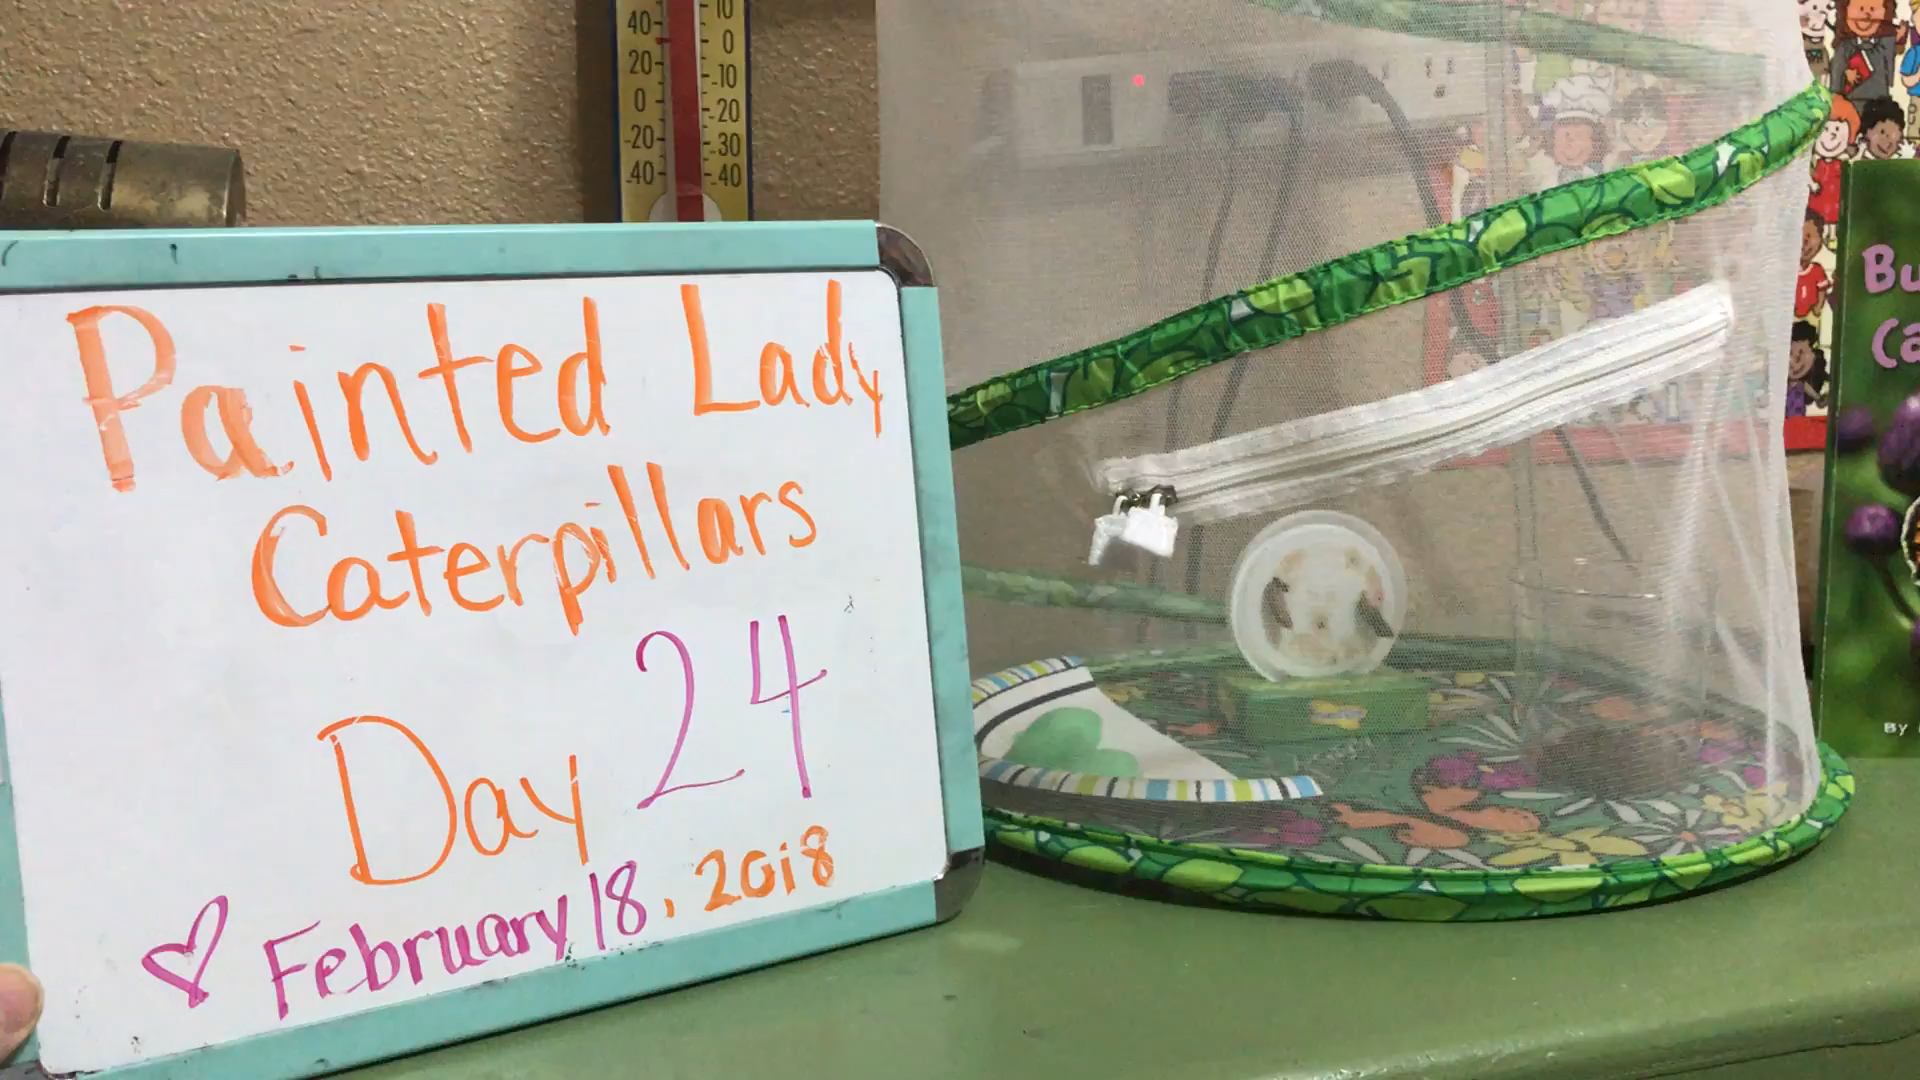 40 10
20 0
0 -10
-20 -20
-40 -30
-40
Painted Lady
Caterpillars
Day 24
February 18, 2018
Bu
Ca
By